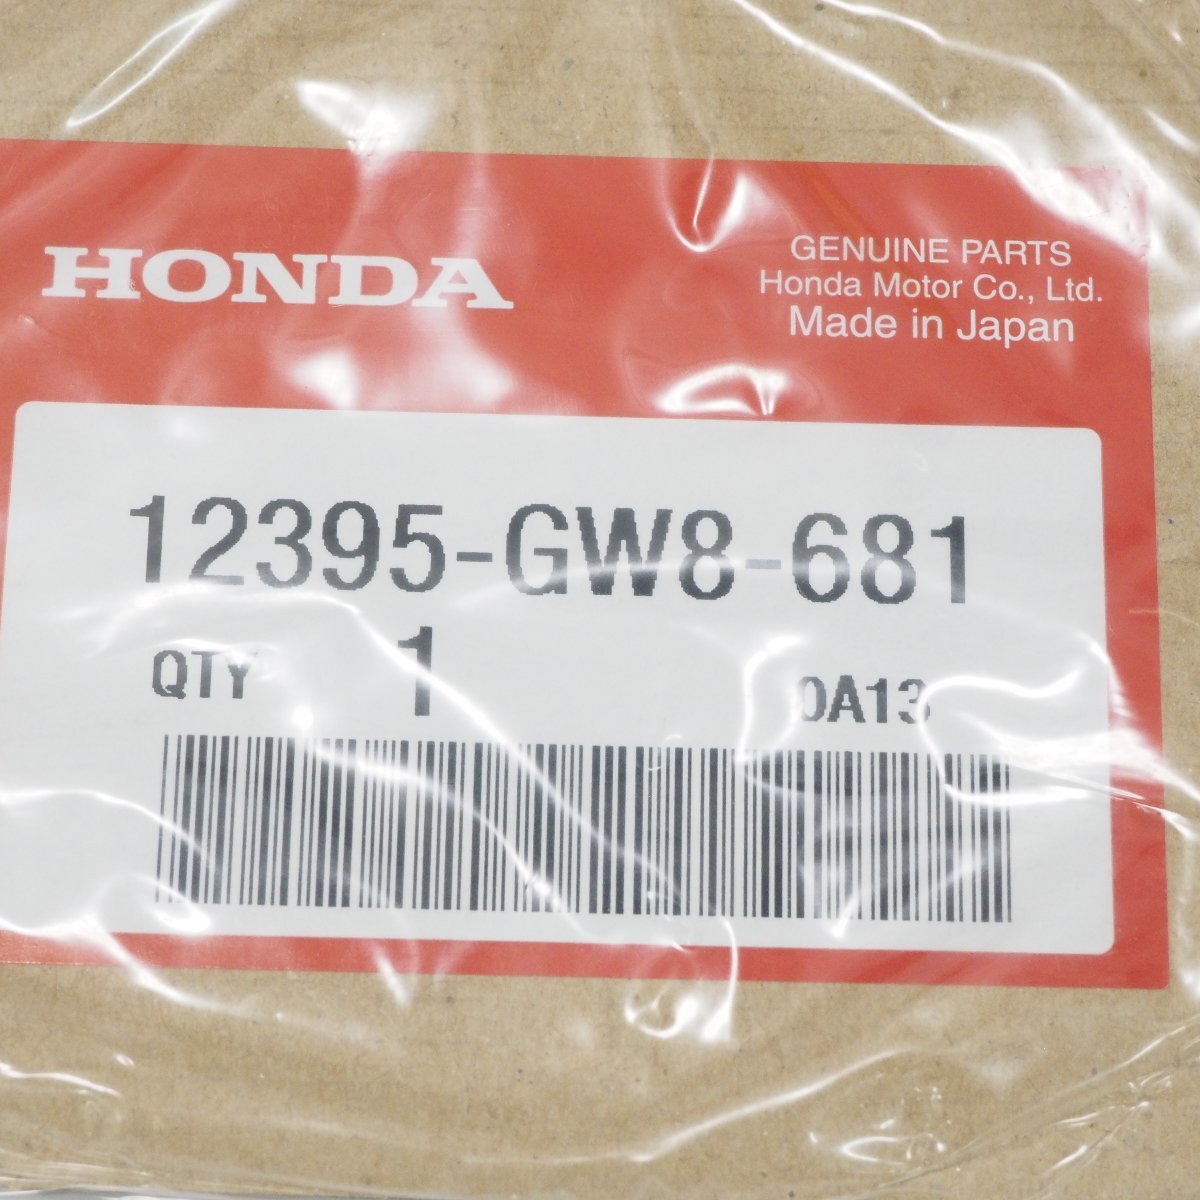 HONDA
GENUINE PARTS
Honda Motor Co., Ltd.
Made in Japan
12395-GW8-681
QTY 1 0A13